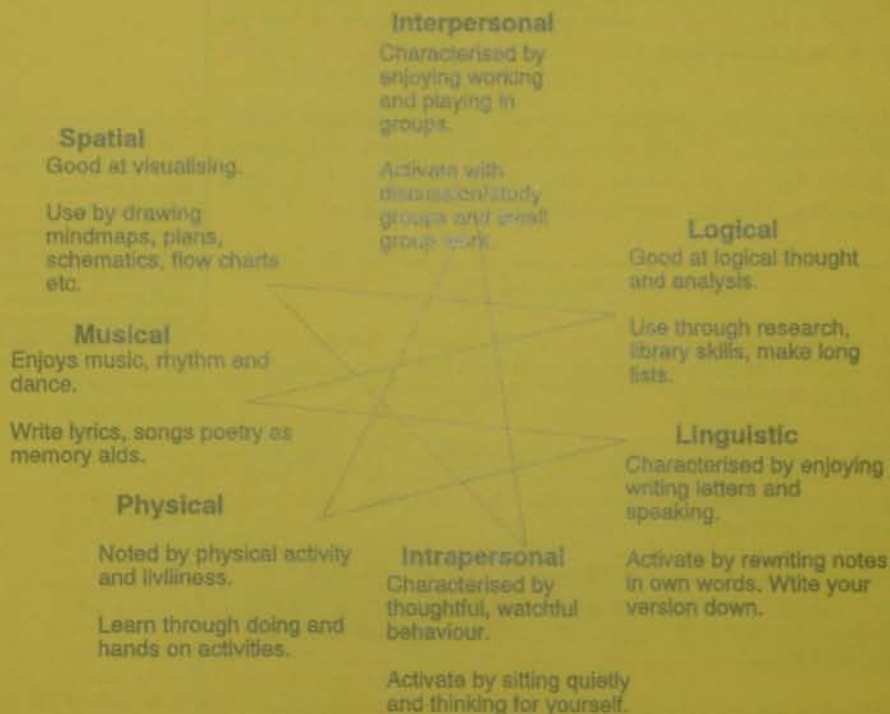 Interpersonal
Characterised by
enjoying working
and playing in
groups.
Activate with
discussion/study
groups and small
group work.
Spatial
Good at visualising.
Use by drawing
mindmaps, plans,
schematics, flow charts
etc.
Logical
Good at logical thought
and analysis.
Use through research,
library skills, make long
lists.
Musical
Enjoys music, rhythm and
dance.
Write lyrics, songs poetry as
memory aids.
Linguistic
Characterised by enjoying
writing letters and
speaking.
Activate by rewriting notes
in own words. Wtite your
version down.
Physical
Noted by physical activity
and livliness.
Learn through doing and
hands on activities.
Intrapersonal
Characterised by
thoughtful, watchful
behaviour.
Activate by sitting quietly
and thinking for yourself.